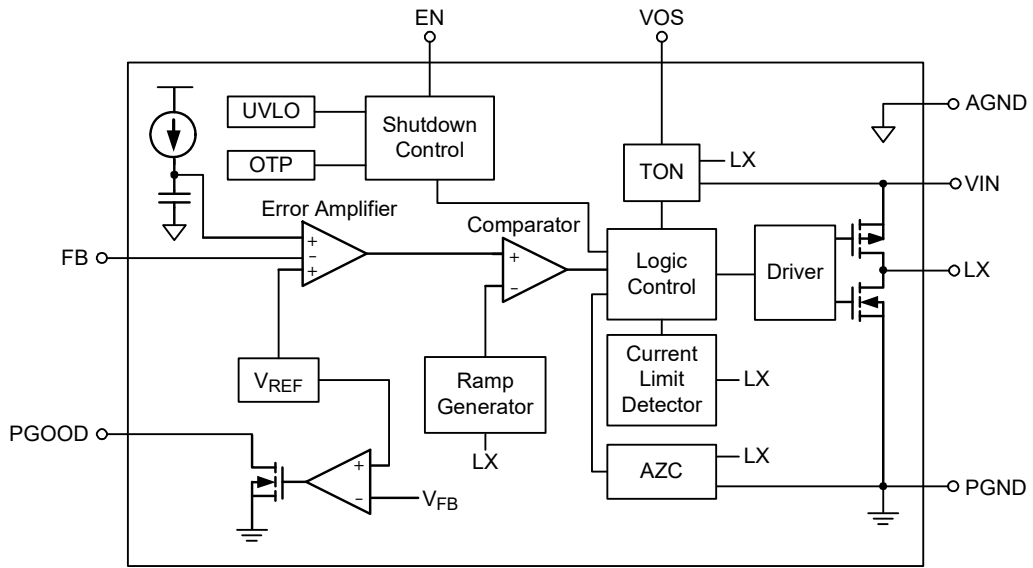 EN
VOS
AGND
UVLO
Shutdown
Control
OTP
TON
LX
VIN
Error Amplifier
Comparator
FB
+
-
+
+
-
Logic
Control
Driver
LX
VREF
Ramp
Generator
Current
Limit
Detector
LX
PGOOD
LX
AZC
LX
+
-
VFB
PGND